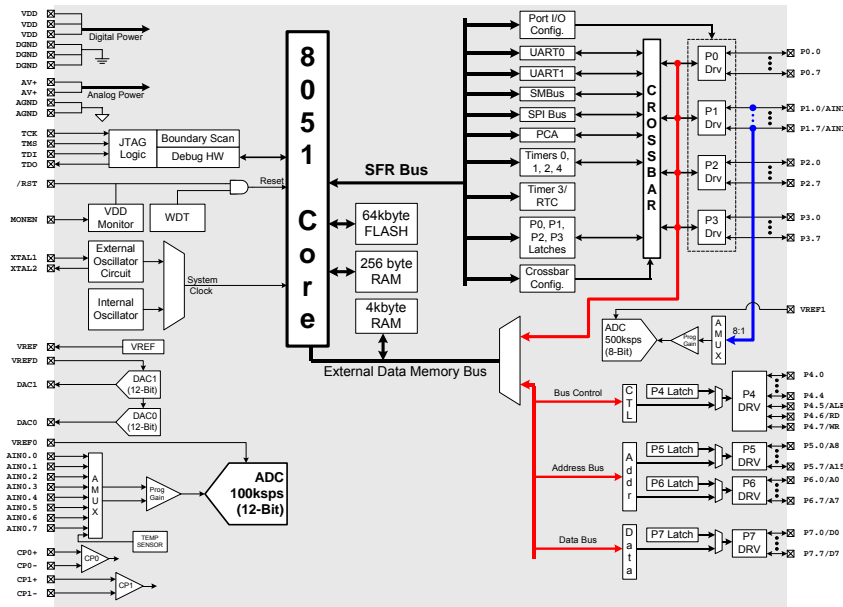 VDD
VDD
VDD
DGND
DGND
DGND
Digital Power
AV+
AV+
AGND
AGND
Analog Power
TCK
TMS
TDI
TDO
JTAG
Logic
Boundary Scan
Debug HW
/RST
Reset
MONEN
VDD
Monitor
WDT
XTAL1
XTAL2
External
Oscillator
Circuit
Internal
Oscillator
System
Clock
VREF
VREF
VREFD
DAC1
DAC1
(12-Bit)
DAC0
DAC0
(12-Bit)
VREF0
AIN0.0
AIN0.1
AIN0.2
AIN0.3
AIN0.4
AIN0.5
AIN0.6
AIN0.7
AMUX
Prog
Gain
ADC
100ksps
(12-Bit)
TEMP
SENSOR
CP0+
CP0-
CP0
CP1+
CP1-
CP1
8051 Core
64kbyte
FLASH
256 byte
RAM
4kbyte
RAM
External Data Memory Bus
SFR Bus
Port I/O
Config.
UART0
UART1
SMBus
SPI Bus
PCA
Timers 0,
1, 2, 4
Timer 3/
RTC
P0, P1,
P2, P3
Latches
Crossbar
Config.
CROSSBAR
P0
Drv
P1
Drv
P2
Drv
P3
Drv
P0.0
P0.7
P1.0/AIN1
P1.7/AIN1
P2.0
P2.7
P3.0
P3.7
VREF1
ADC
500ksps
(8-Bit)
Prog
Gain
AMUX
8:1
Bus Control
CTL
P4 Latch
P4
DRV
P4.0
P4.4
P4.5/ALE
P4.6/RD
P4.7/WR
Address Bus
Addr
P5 Latch
P5
DRV
P5.0/A8
P5.7/A15
P6 Latch
P6
DRV
P6.0/A0
P6.7/A7
Data Bus
Data
P7 Latch
P7
DRV
P7.0/D0
P7.7/D7